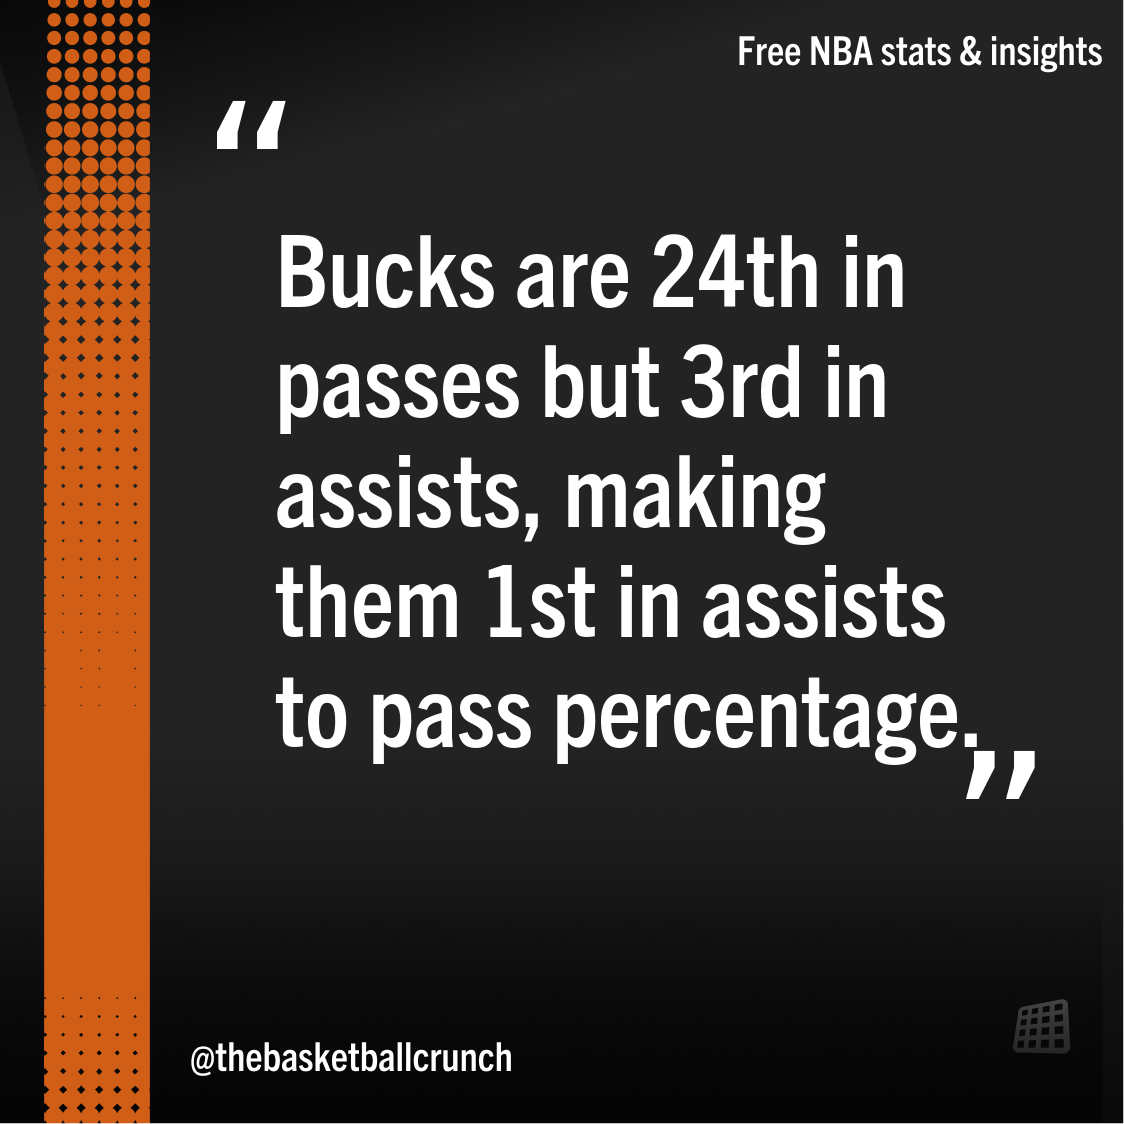 Free NBA stats & insights
“
Bucks are 24th in
passes but 3rd in
assists, making
them 1st in assists
to pass percentage.
”
@thebasketballcrunch